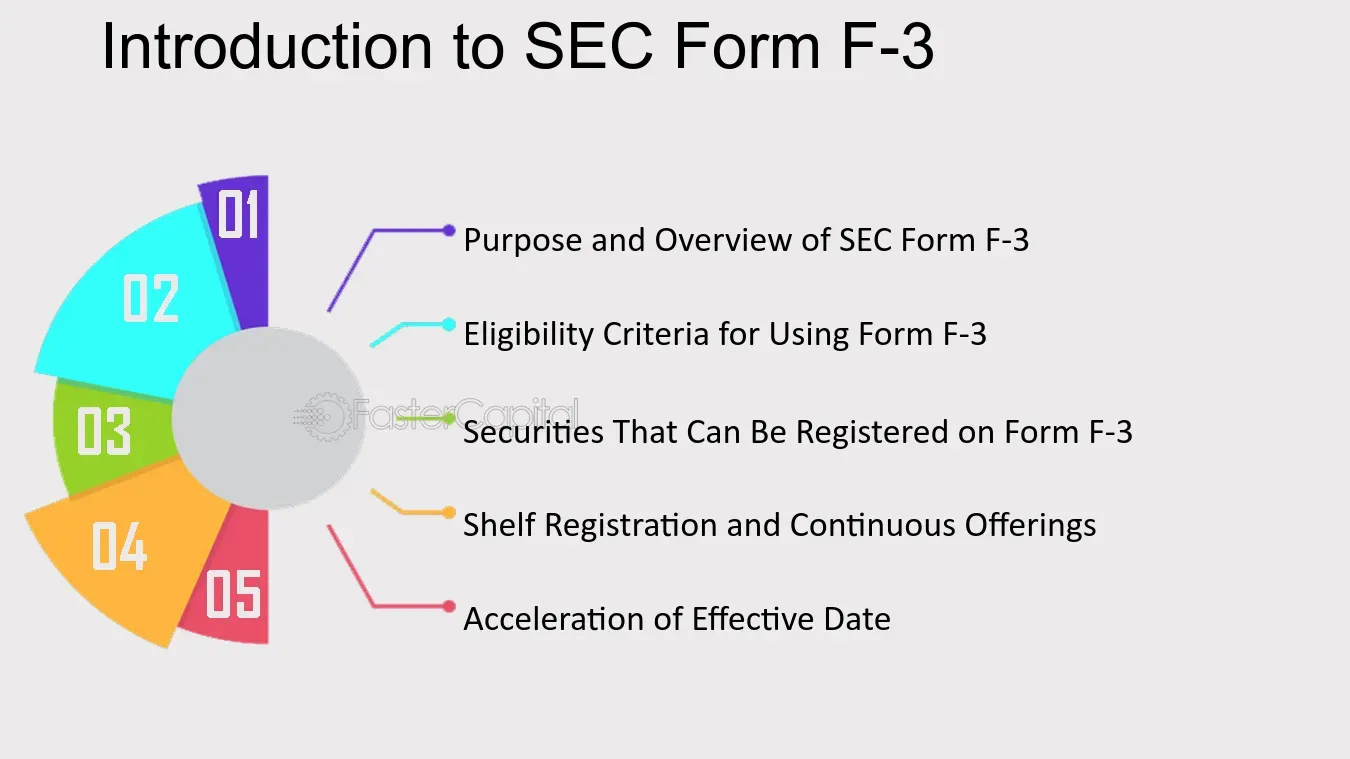 Introduction to SEC Form F-3
01
Purpose and Overview of SEC Form F-3
02
Eligibility Criteria for Using Form F-3
FasterCapital
03
Securities That Can Be Registered on Form F-3
04
Shelf Registration and Continuous Offerings
05
Acceleration of Effective Date